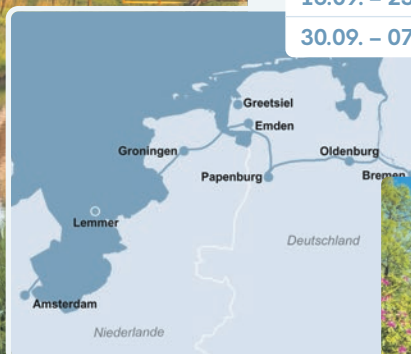 30.09. – 07
Greetsiel
Emden
Groningen
Oldenburg
Papenburg
Bremen
Lemmer
Deutschland
Amsterdam
Niederlande